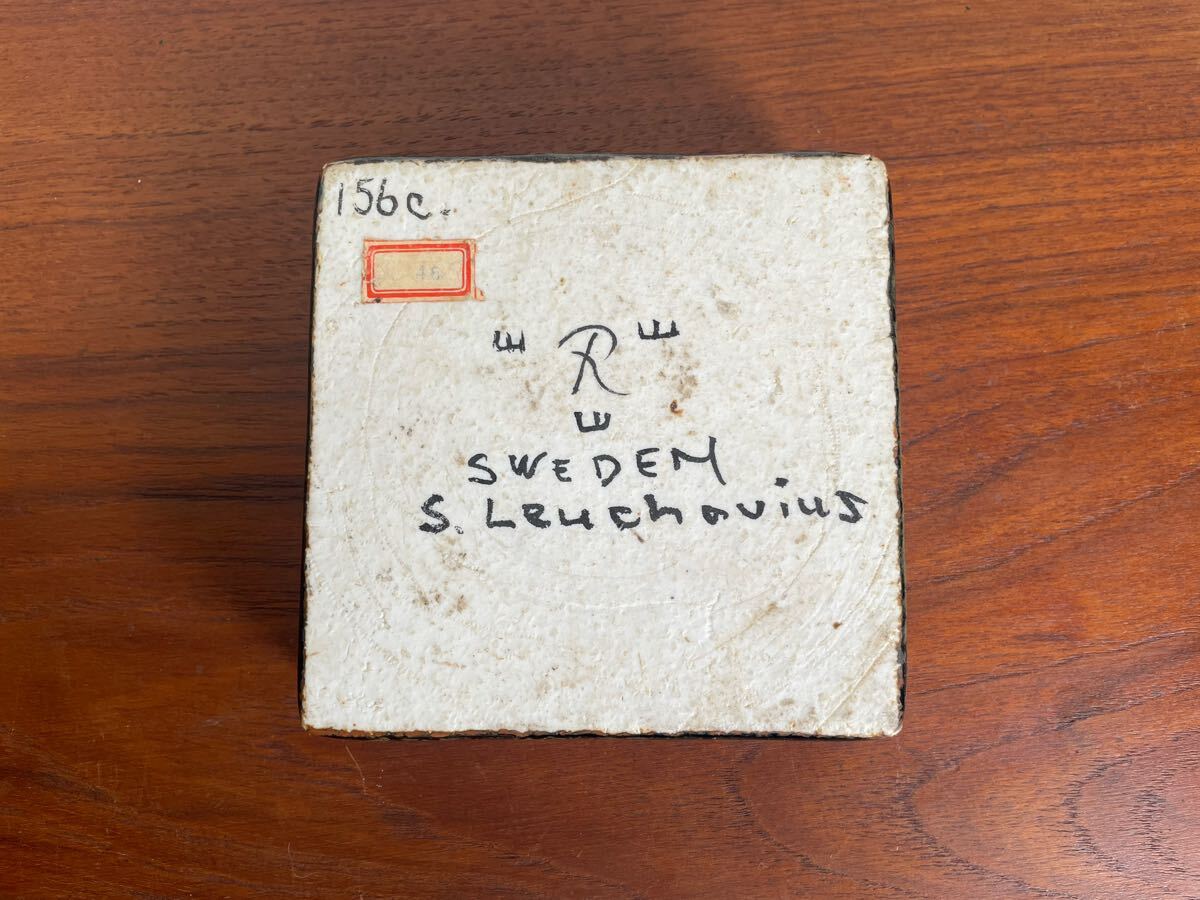 156c.
R
SWEDEN
S. Leuchovius